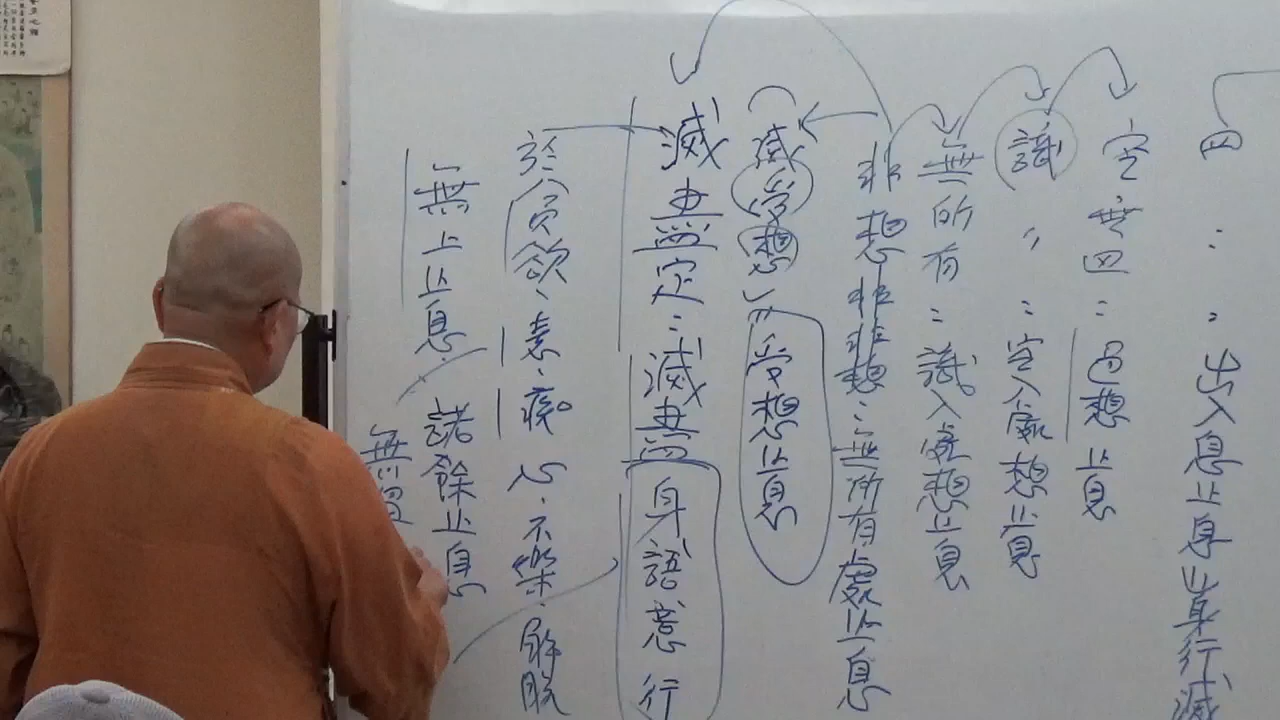 四：：出入息止息 身行滅
空無四：過想止息
識〃：空入處想止息
無所有：識入處想止息
非想非非想：無所有處止息
滅受想〃受想止息
滅盡定：滅盡身語意行
於貪欲、恚、癡。心、不樂、解脫
無上止息 諸餘止息
無